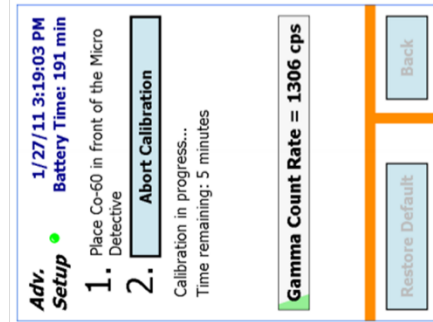 Adv. 1/27/11 3:19:03 PM
Setup Battery Time: 191 min
1. Place Co-60 in front of the Micro
Detective
2. Abort Calibration
Calibration in progress...
Time remaining: 5 minutes
Gamma Count Rate = 1306 cps
Restore Default Back